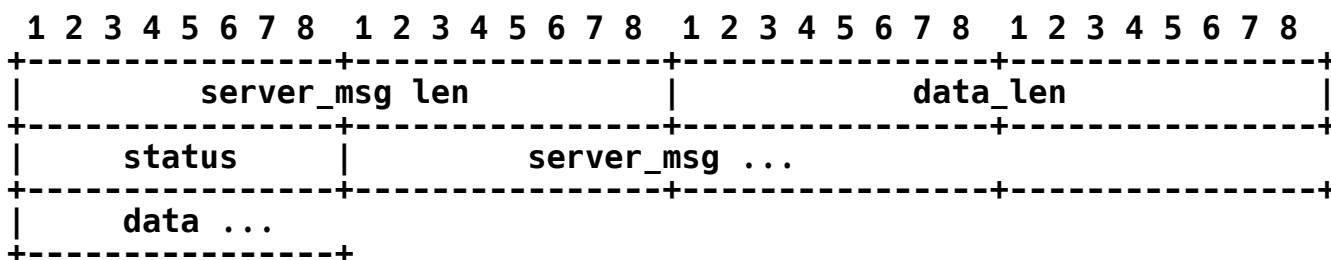 1 2 3 4 5 6 7 8  1 2 3 4 5 6 7 8  1 2 3 4 5 6 7 8  1 2 3 4 5 6 7 8
+----------------+----------------+----------------+----------------+
|         server_msg len          |            data_len             |
+----------------+----------------+----------------+----------------+
|     status     |         server_msg ...
+----------------+----------------+----------------+----------------+
|     data ...
+----------------+